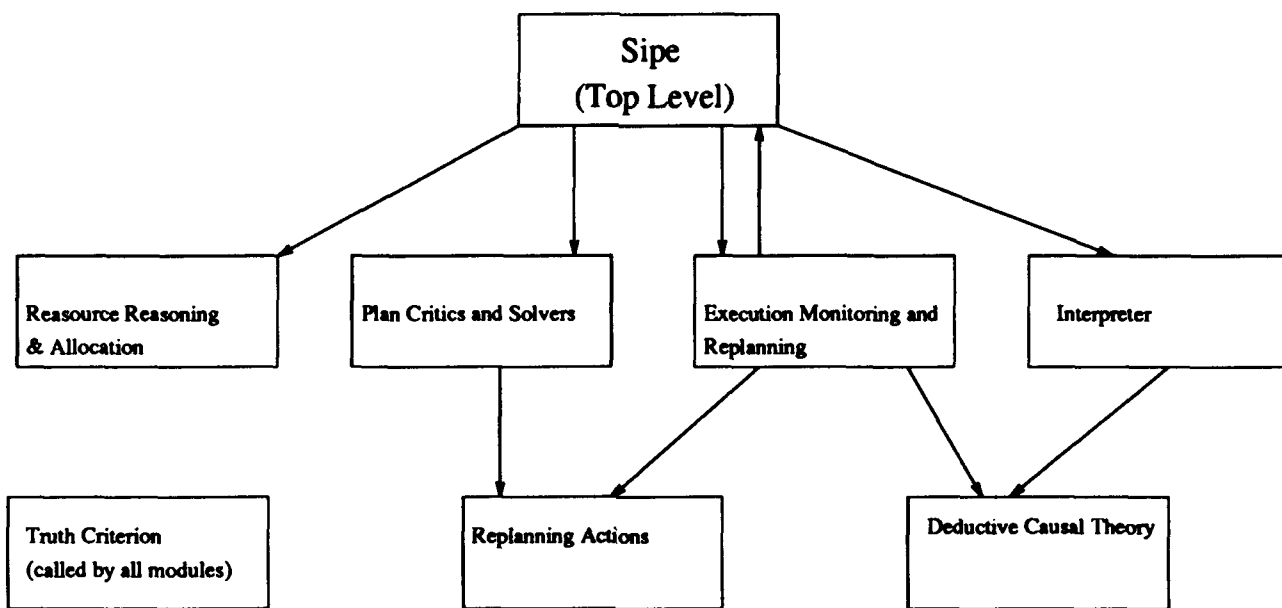 Sipe
(Top Level)
Reasource Reasoning
& Allocation
Plan Critics and Solvers
Execution Monitoring and
Replanning
Interpreter
Truth Criterion
(called by all modules)
Replanning Actions
Deductive Causal Theory